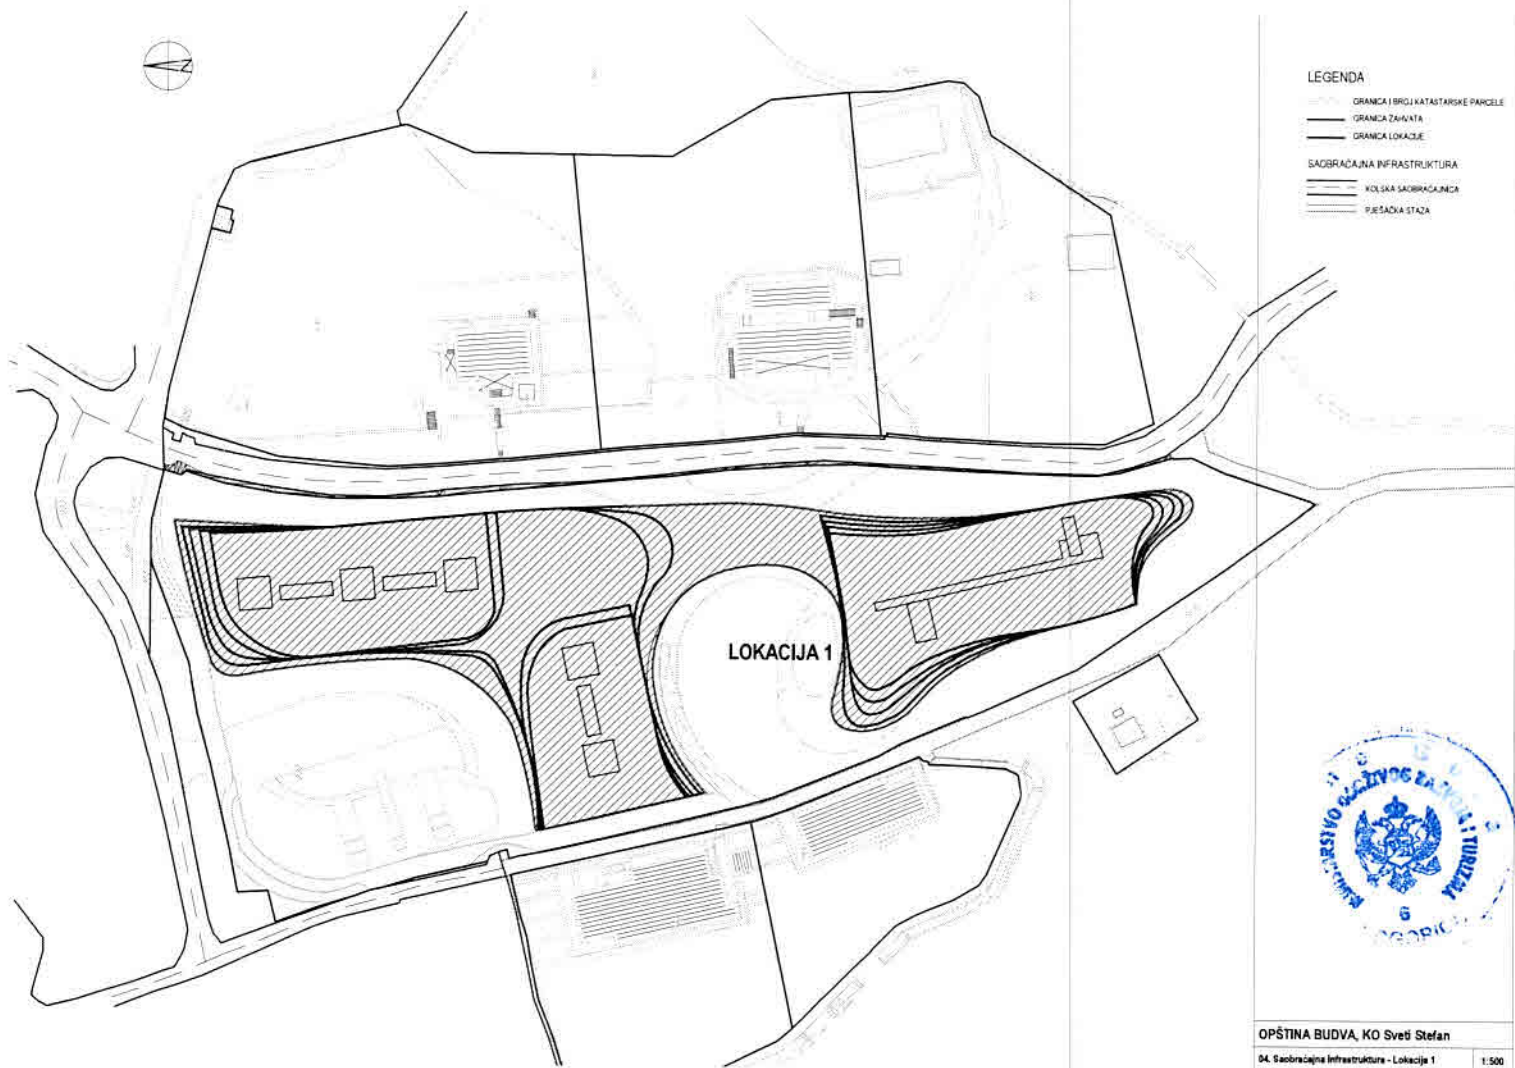 LEGENDA
GRANICA I BROJ KATASTARSKE PARCELE
GRANICA ZAHVATA
GRANICA LOKACIJE
SAOBRAĆAJNA INFRASTRUKTURA
KOLSKA SAOBRAĆAJNICA
PJEŠAČKA STAZA
LOKACIJA 1
TURIZMA
G
OPŠTINA BUDVA, KO Sveti Stefan
04. Saobraćajna Infrastruktura - Lokacija 1
1:500